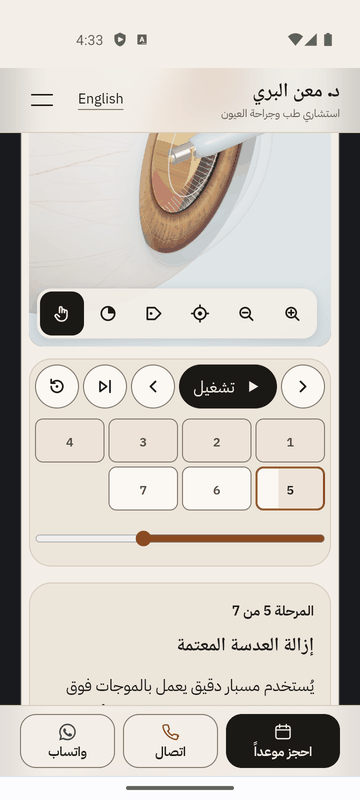 4:33
د. معن البري
استشاري طب وجراحة العيون
English
تشغيل
1 2 3 4
5 6 7
المرحلة 5 من 7
إزالة العدسة المعتمة
يُستخدم مسبار دقيق يعمل بالموجات فوق
احجز موعداً
اتصال
واتساب